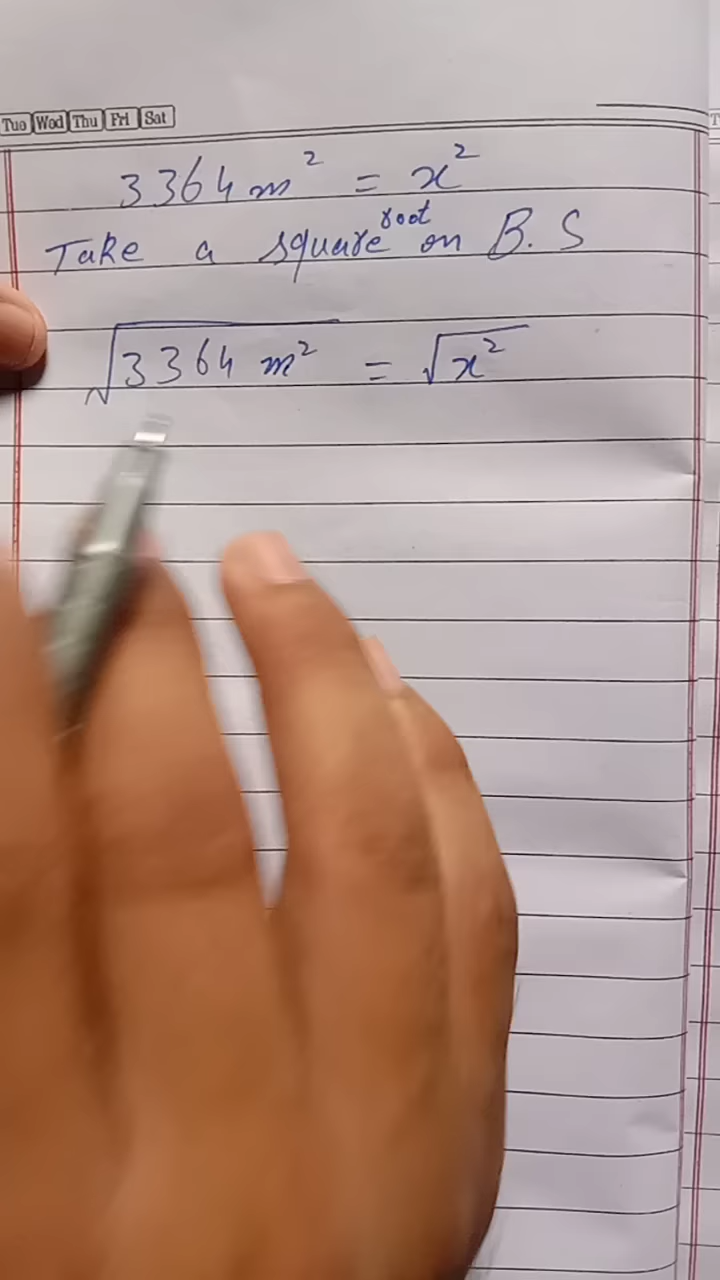 Tue Wed Thu Fri Sat
3364 m² = x²
Take a square root on B.S
√3364 m² = √x²